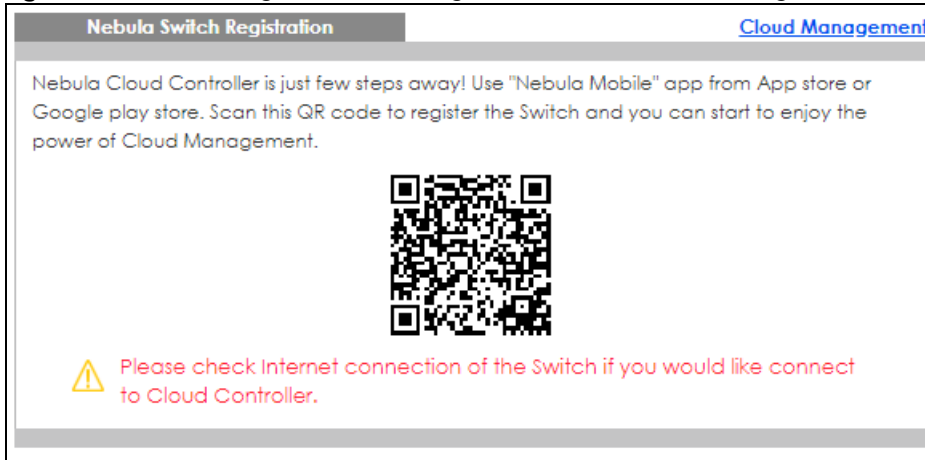 Nebula Switch Registration
Cloud Management
Nebula Cloud Controller is just few steps away! Use "Nebula Mobile" app from App store or
Google play store. Scan this QR code to register the Switch and you can start to enjoy the
power of Cloud Management.
Please check Internet connection of the Switch if you would like connect
to Cloud Controller.